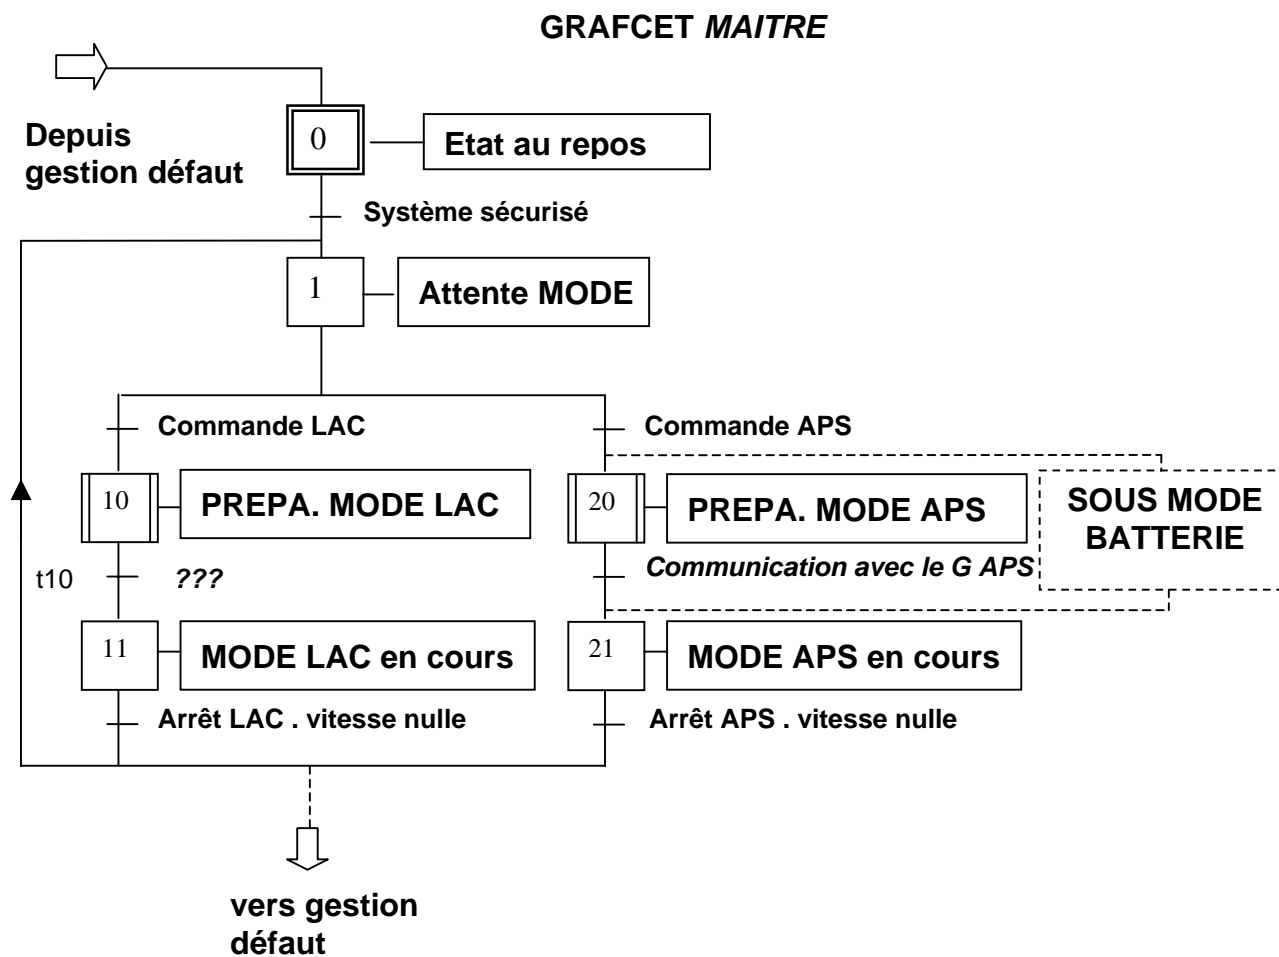 GRAFCET MAITRE
Depuis
gestion défaut
0
Etat au repos
Système sécurisé
1
Attente MODE
Commande LAC
Commande APS
10
PREPA. MODE LAC
20
PREPA. MODE APS
SOUS MODE
BATTERIE
t10
???
Communication avec le G APS
11
MODE LAC en cours
21
MODE APS en cours
Arrêt LAC . vitesse nulle
Arrêt APS . vitesse nulle
vers gestion
défaut